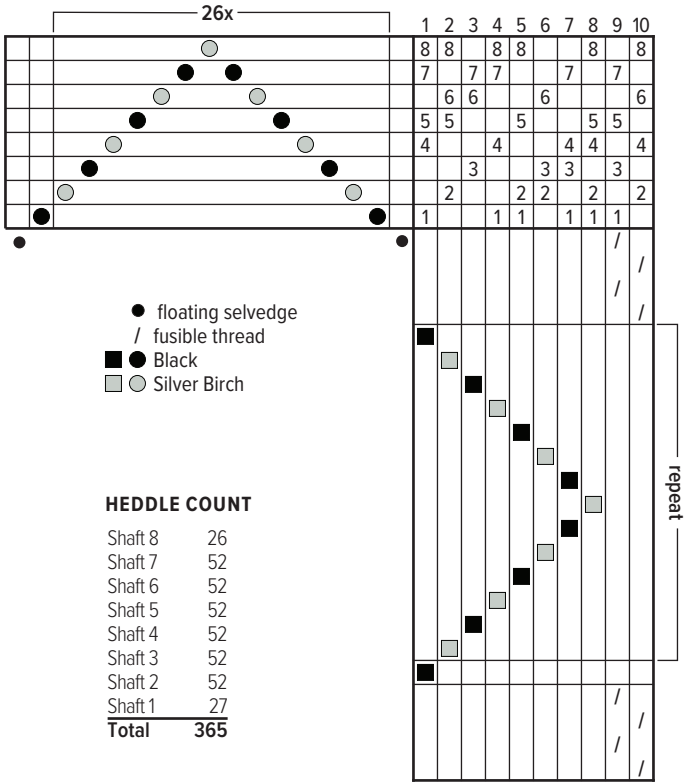 26x
1 2 3 4 5 6 7 8 9 10
8 8 8 8 8 8
7 7 7 7 7
6 6 6 6
5 5 5 5 5
4 4 4 4 4
3 3 3 3
2 2 2 2 2
1 1 1 1 1 1
/
/
/
/
floating selvedge
/ fusible thread
Black
Silver Birch
repeat
HEDDLE COUNT
Shaft 8 26
Shaft 7 52
Shaft 6 52
Shaft 5 52
Shaft 4 52
Shaft 3 52
Shaft 2 52
Shaft 1 27
Total 365
/
/
/
/